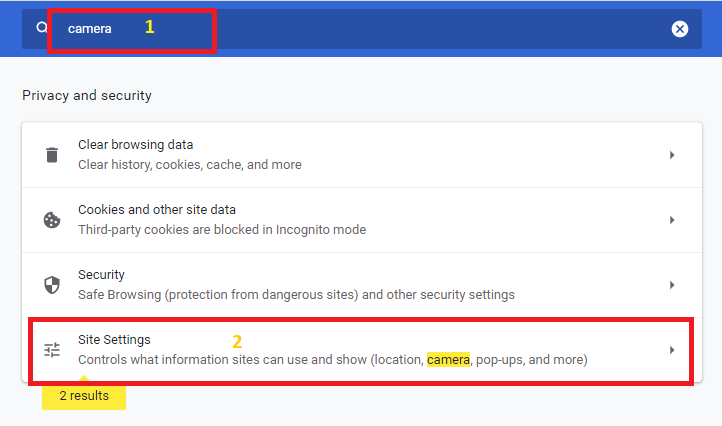 camera 1
Privacy and security
Clear browsing data
Clear history, cookies, cache, and more
Cookies and other site data
Third-party cookies are blocked in Incognito mode
Security
Safe Browsing (protection from dangerous sites) and other security settings
Site Settings 2
Controls what information sites can use and show (location, camera, pop-ups, and more)
2 results